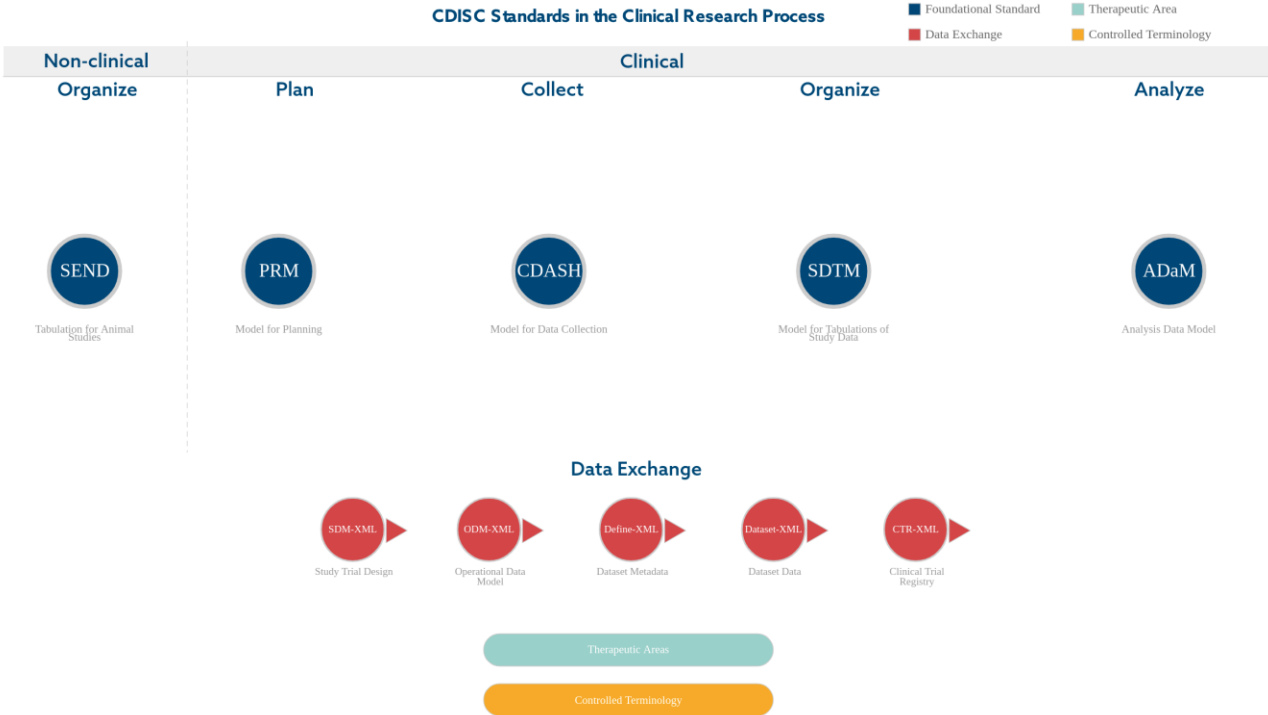 CDISC Standards in the Clinical Research Process
Foundational Standard
Therapeutic Area
Data Exchange
Controlled Terminology
Non-clinical
Clinical
Organize
Plan
Collect
Organize
Analyze
SEND
PRM
CDASH
SDTM
ADaM
Tabulation for Animal
Studies
Model for Planning
Model for Data Collection
Model for Tabulations of
Study Data
Analysis Data Model
Data Exchange
SDM-XML
ODM-XML
Define-XML
Dataset-XML
CTR-XML
Study Trial Design
Operational Data
Model
Dataset Metadata
Dataset Data
Clinical Trial
Registry
Therapeutic Areas
Controlled Terminology